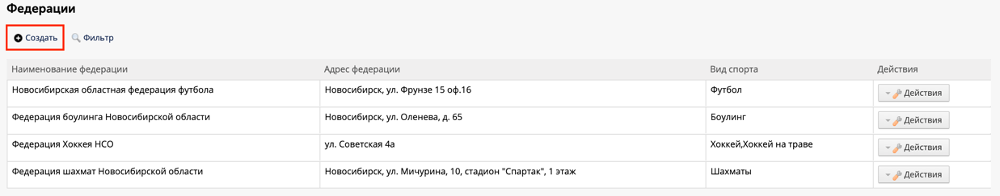 Федерации
Создать Фильтр
Наименование федерации Адрес федерации Вид спорта Действия
Новосибирская областная федерация футбола Новосибирск, ул. Фрунзе 15 оф.16 Футбол Действия
Федерация боулинга Новосибирской области Новосибирск, ул. Оленева, д. 65 Боулинг Действия
Федерация Хоккея НСО ул. Советская 4а Хоккей,Хоккей на траве Действия
Федерация шахмат Новосибирской области Новосибирск, ул. Мичурина, 10, стадион "Спартак", 1 этаж Шахматы Действия